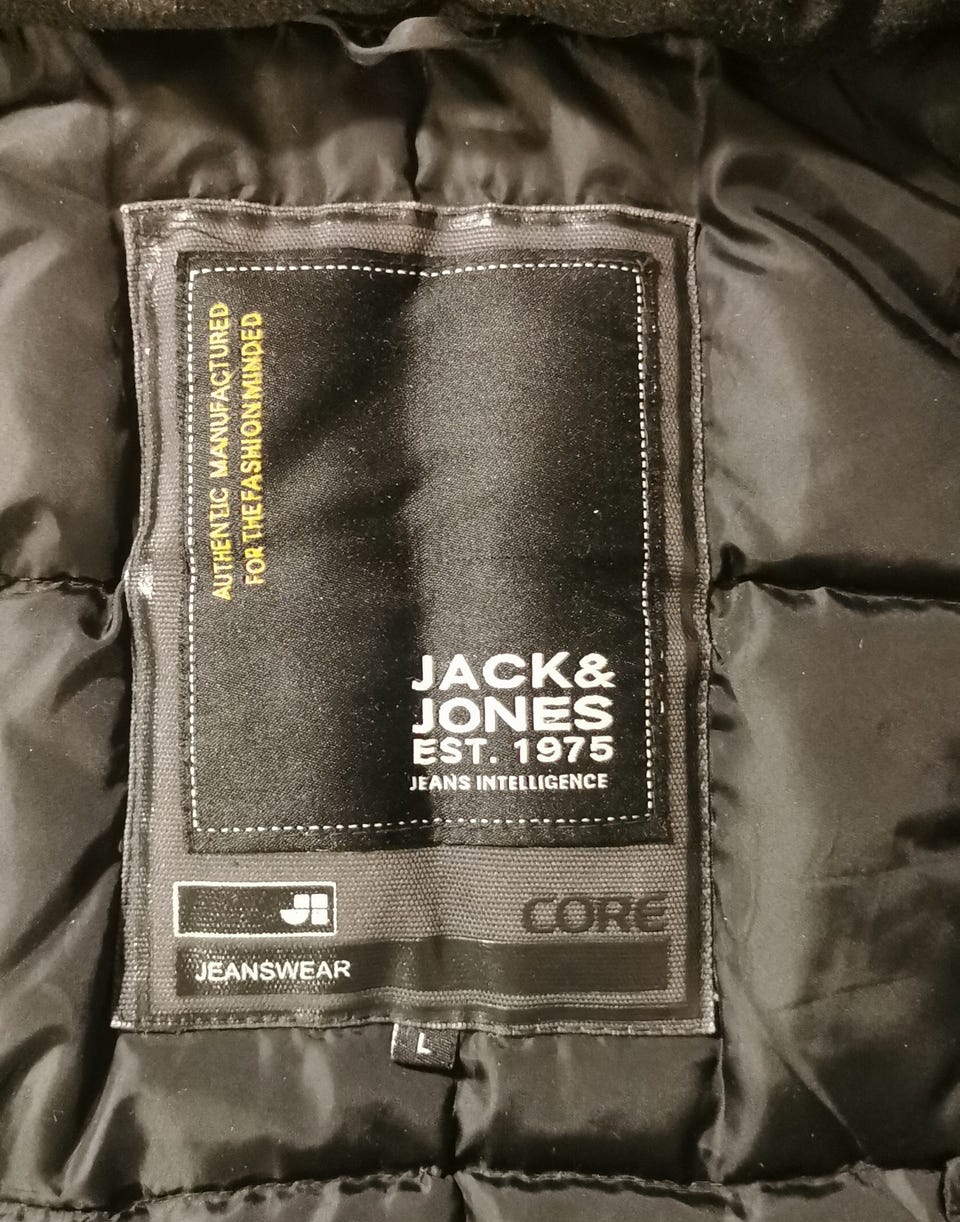 AUTHENTIC MANUFACTURED
FOR THE FASHION MINDED
JACK&
JONES
EST. 1975
JEANS INTELLIGENCE
CORE
JEANSWEAR
L